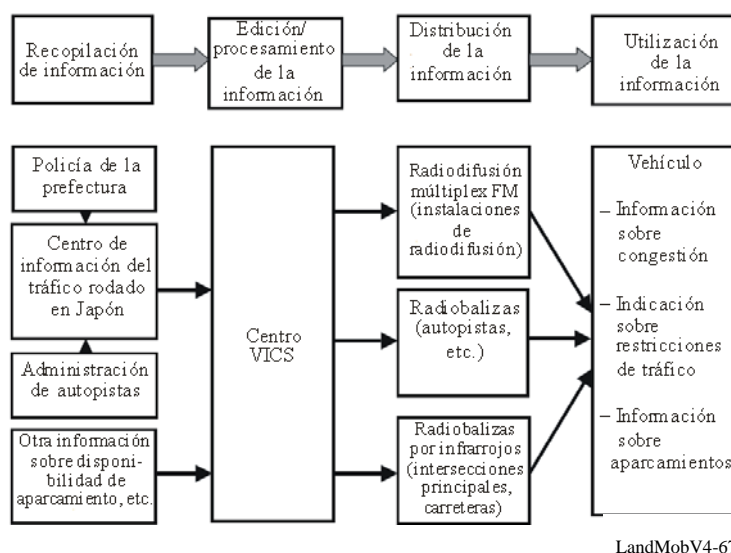 Recopilación
de información
Edición/
procesamiento
de la
información
Distribución
de la
información
Utilización
de la
información
Policía de la
prefectura
Centro de
información del
tráfico rodado
en Japón
Administración
de autopistas
Otra información
sobre disponi-
bilidad de
aparcamiento, etc.
Centro
VICS
Radiodifusión
múltiplex FM
(instalaciones
de
radiodifusión)
Radiobalizas
(autopistas,
etc.)
Radiobalizas
por infrarrojos
(intersecciones
principales,
carreteras)
Vehículo
– Información
sobre
congestión
– Indicación
sobre
restricciones
de tráfico
– Información
sobre
aparcamientos
LandMobV4-67